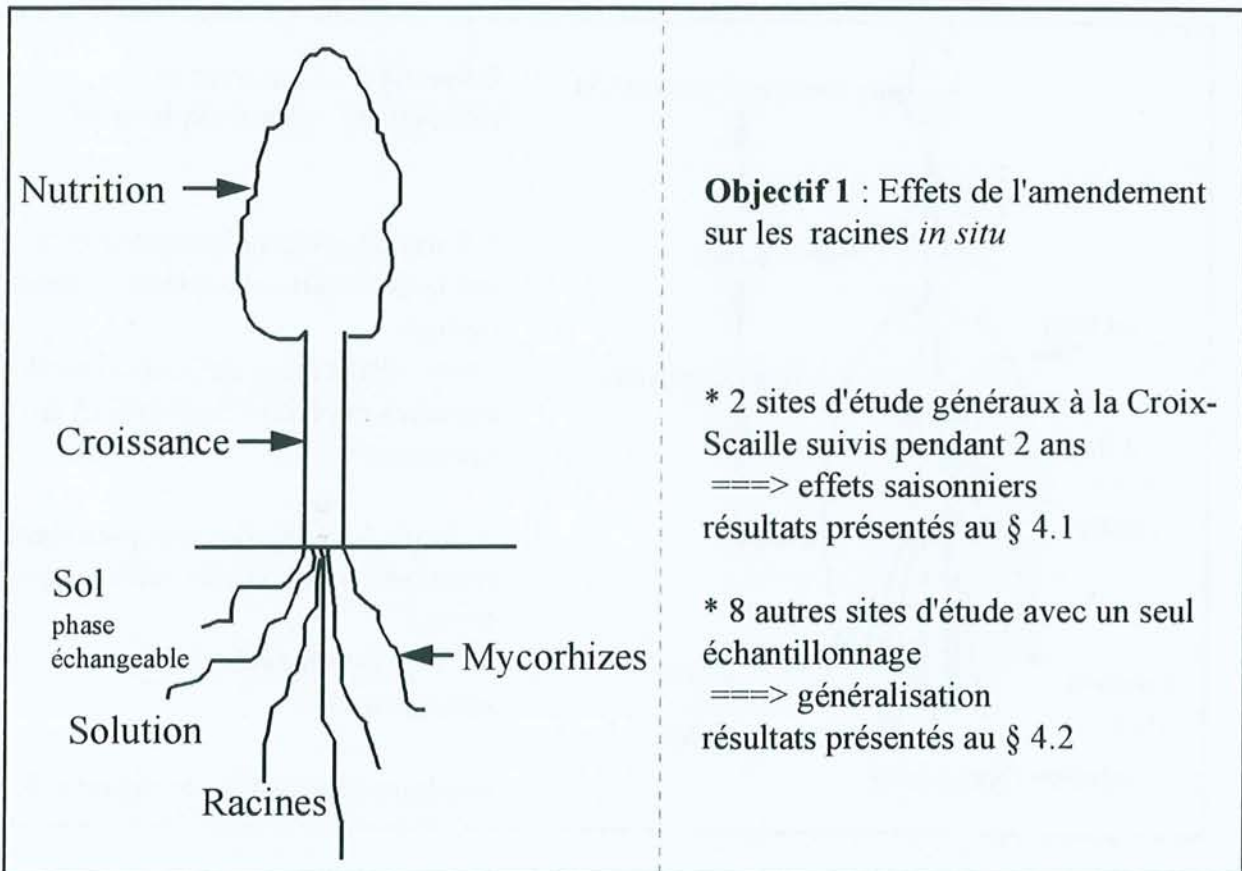 Nutrition
Croissance
Sol
phase
échangeable
Solution
Racines
Mycorhizes
Objectif 1 : Effets de l'amendement
sur les racines in situ
* 2 sites d'étude généraux à la Croix-
Scaille suivis pendant 2 ans
===> effets saisonniers
résultats présentés au § 4.1
* 8 autres sites d'étude avec un seul
échantillonnage
===> généralisation
résultats présentés au § 4.2